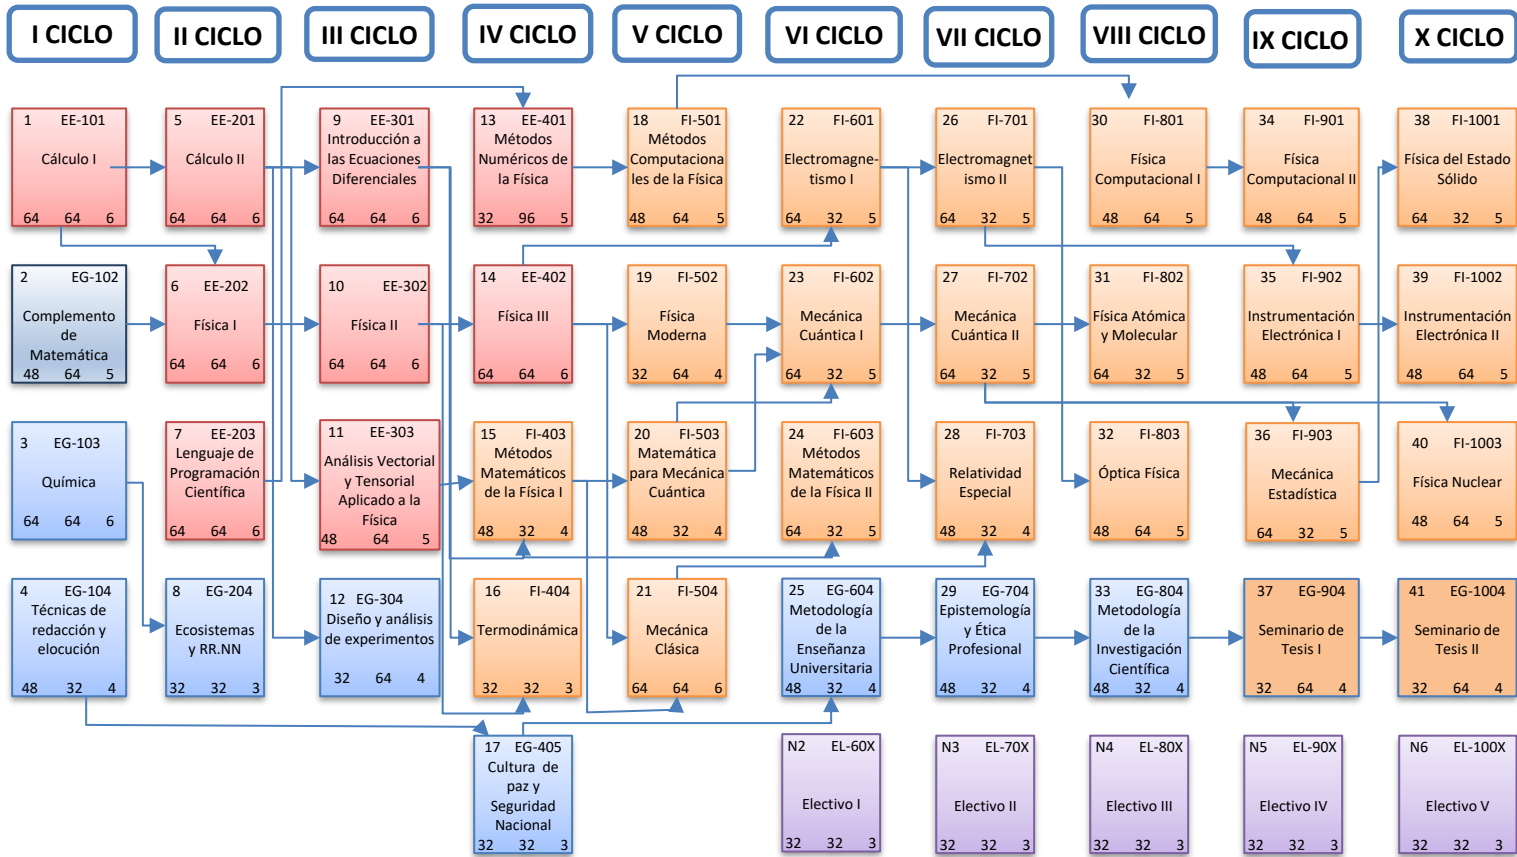 I CICLO
II CICLO
III CICLO
IV CICLO
V CICLO
VI CICLO
VII CICLO
VIII CICLO
IX CICLO
X CICLO
1 EE-101
Cálculo I
64 64 6
2 EG-102
Complemento
de
Matemática
48 64 5
3 EG-103
Química
64 64 6
4 EG-104
Técnicas de
redacción y
elocución
48 32 4
5 EE-201
Cálculo II
64 64 6
6 EE-202
Física I
64 64 6
7 EE-203
Lenguaje de
Programación
Científica
64 64 6
8 EG-204
Ecosistemas
y RR.NN
32 32 3
9 EE-301
Introducción a
las Ecuaciones
Diferenciales
64 64 6
10 EE-302
Física II
64 64 6
11 EE-303
Análisis Vectorial
y Tensorial
Aplicado a la
Física
48 64 5
12 EG-304
Diseño y análisis
de experimentos
32 64 4
13 EE-401
Métodos
Numéricos de
la Física
32 96 5
14 EE-402
Física III
64 64 6
15 FI-403
Métodos
Matemáticos
de la Física I
48 32 4
16 FI-404
Termodinámica
32 32 3
17 EG-405
Cultura de
paz y
Seguridad
Nacional
32 32 3
18 FI-501
Métodos
Computaciona
les de la Física
48 64 5
19 FI-502
Física
Moderna
32 64 4
20 FI-503
Matemática
para Mecánica
Cuántica
48 32 4
21 FI-504
Mecánica
Clásica
64 64 6
22 FI-601
Electromagne-
tismo I
64 32 5
23 FI-602
Mecánica
Cuántica I
64 32 5
24 FI-603
Métodos
Matemáticos
de la Física II
64 32 5
25 EG-604
Metodología
de la
Enseñanza
Universitaria
48 32 4
N2 EL-60X
Electivo I
32 32 3
26 FI-701
Electromagnet
ismo II
64 32 5
27 FI-702
Mecánica
Cuántica II
64 32 5
28 FI-703
Relatividad
Especial
48 32 4
29 EG-704
Epistemología
y Ética
Profesional
48 32 4
N3 EL-70X
Electivo II
32 32 3
30 FI-801
Física
Computacional I
48 64 5
31 FI-802
Física Atómica
y Molecular
64 32 5
32 FI-803
Óptica Física
48 64 5
33 EG-804
Metodología
de la
Investigación
Científica
48 32 4
N4 EL-80X
Electivo III
32 32 3
34 FI-901
Física
Computacional II
48 64 5
35 FI-902
Instrumentación
Electrónica I
48 64 5
36 FI-903
Mecánica
Estadística
64 32 5
37 EG-904
Seminario de
Tesis I
32 64 4
N5 EL-90X
Electivo IV
32 32 3
38 FI-1001
Física del Estado
Sólido
64 32 5
39 FI-1002
Instrumentación
Electrónica II
48 64 5
40 FI-1003
Física Nuclear
48 64 5
41 EG-1004
Seminario de
Tesis II
32 64 4
N6 EL-100X
Electivo V
32 32 3